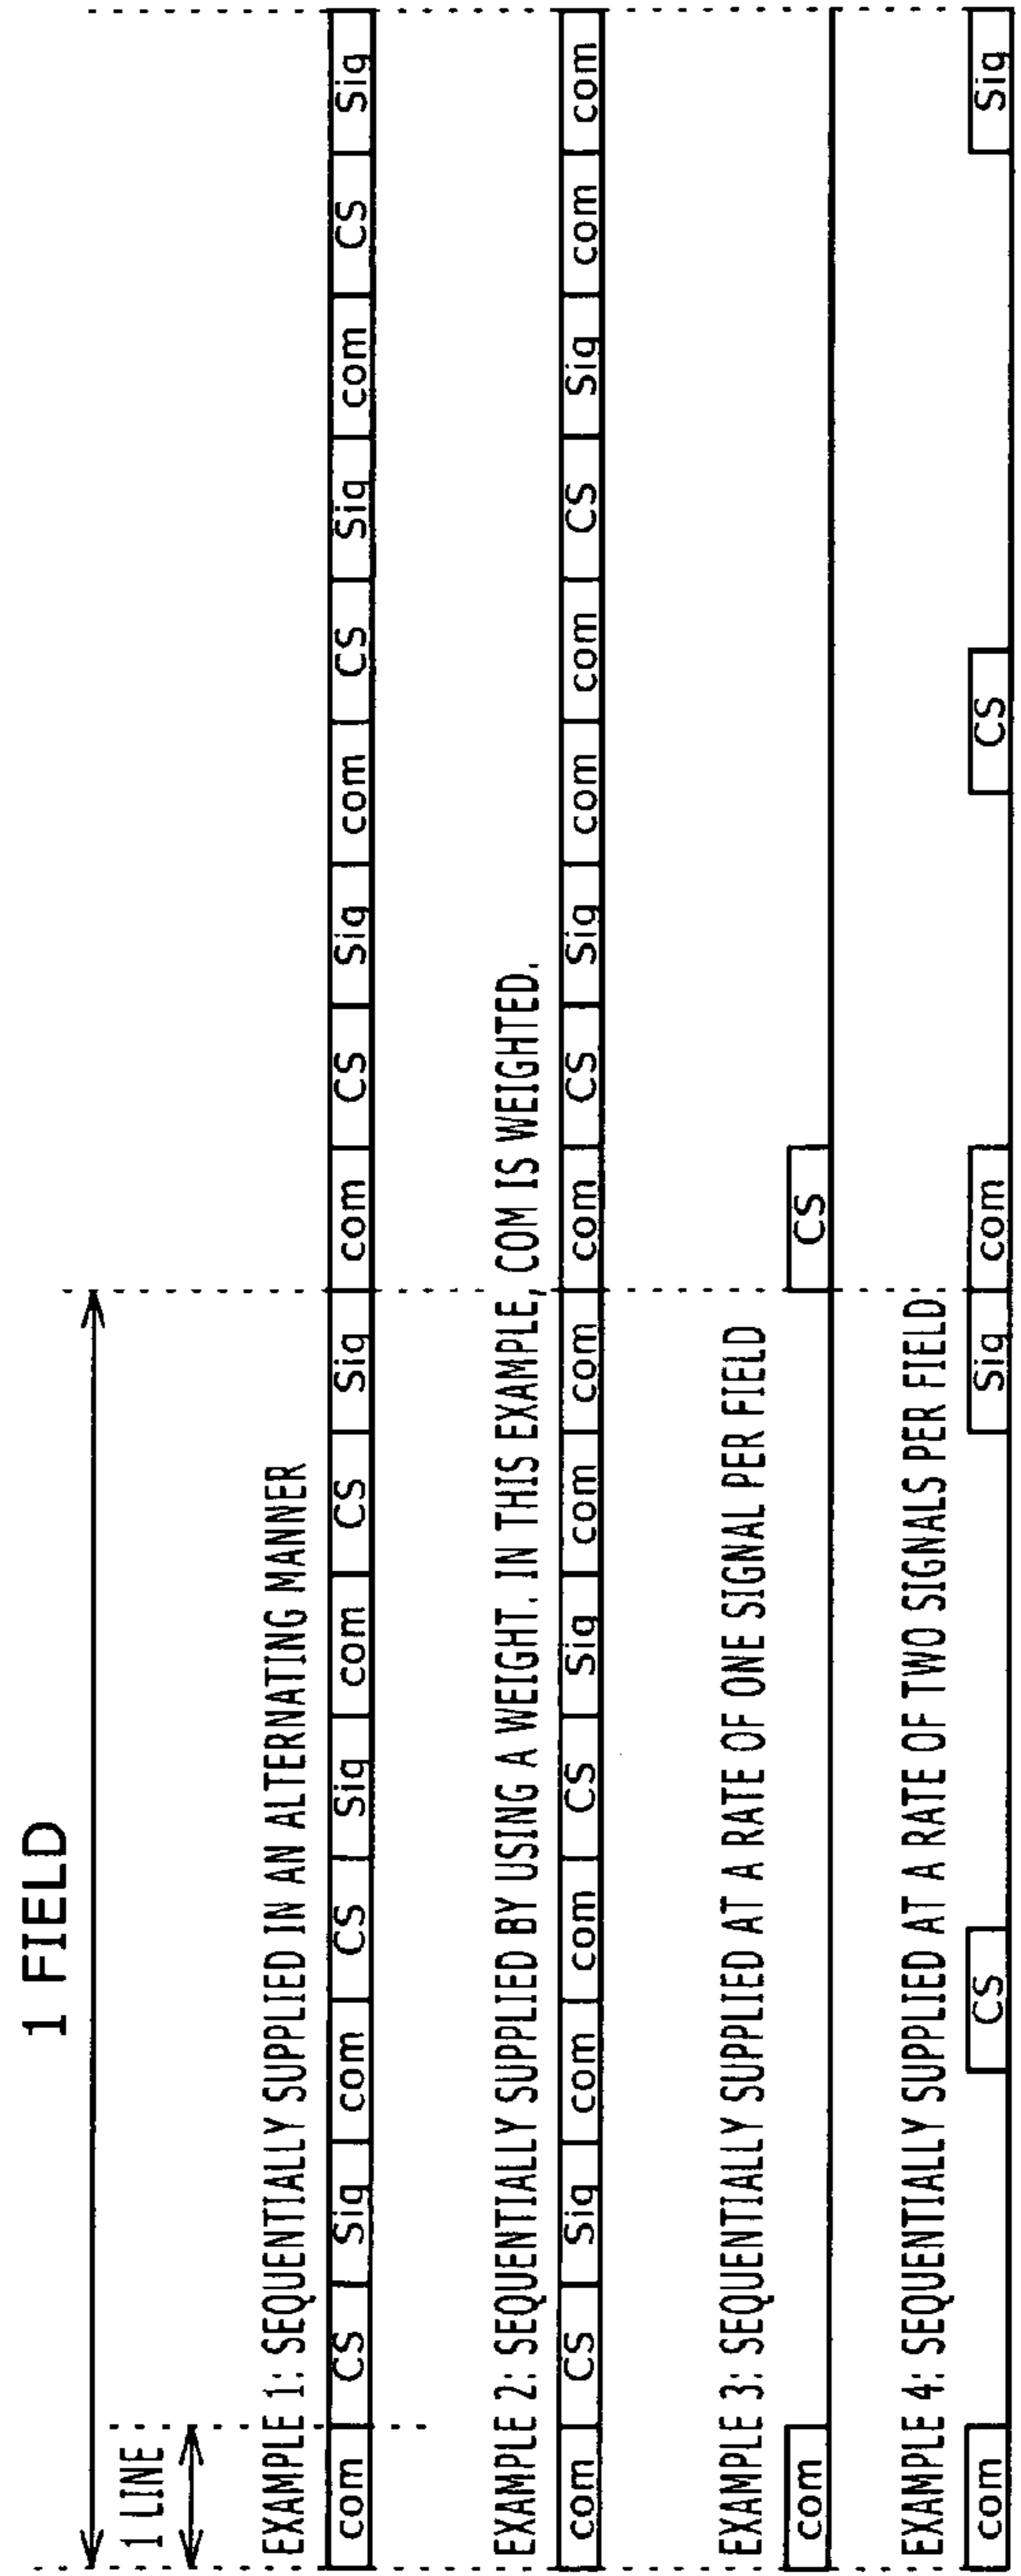 1 FIELD
1 LINE
EXAMPLE 1: SEQUENTIALLY SUPPLIED IN AN ALTERNATING MANNER
com CS Sig com CS Sig com CS Sig com CS Sig com CS Sig com CS Sig
EXAMPLE 2: SEQUENTIALLY SUPPLIED BY USING A WEIGHT. IN THIS EXAMPLE, COM IS WEIGHTED.
com CS Sig com com CS Sig com com com CS Sig com com CS Sig com com
EXAMPLE 3: SEQUENTIALLY SUPPLIED AT A RATE OF ONE SIGNAL PER FIELD
com CS
EXAMPLE 4: SEQUENTIALLY SUPPLIED AT A RATE OF TWO SIGNALS PER FIELD
com CS Sig com CS Sig